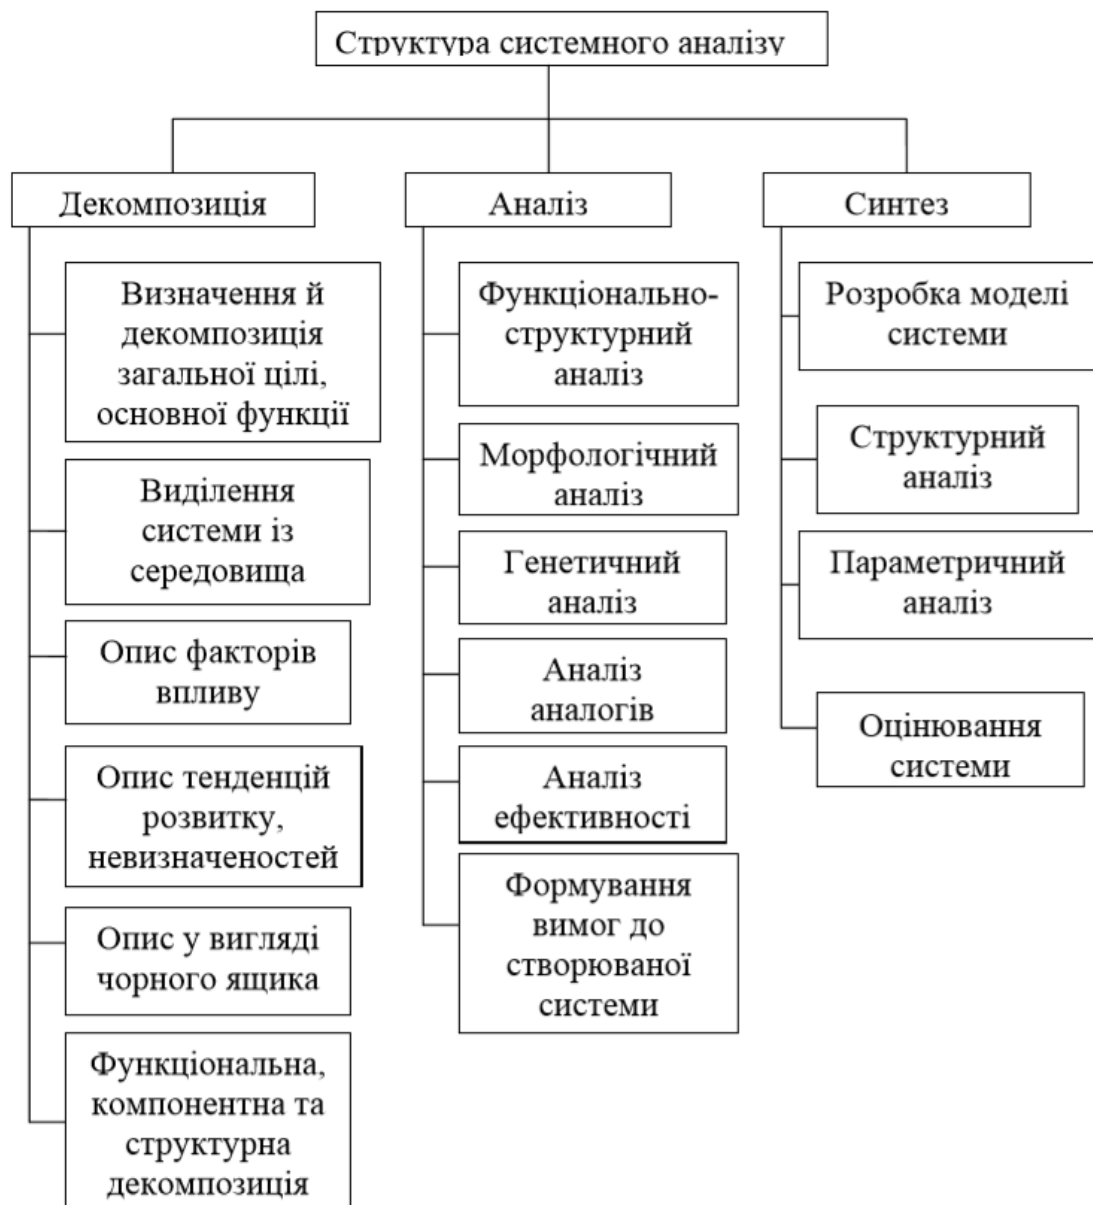 Структура системного аналізу
Декомпозиція
Визначення й
декомпозиція
загальної цілі,
основної функції
Виділення
системи із
середовища
Опис факторів
впливу
Опис тенденцій
розвитку,
невизначеностей
Опис у вигляді
чорного ящика
Функціональна,
компонентна та
структурна
декомпозиція
Аналіз
Функціонально-
структурний
аналіз
Морфологічний
аналіз
Генетичний
аналіз
Аналіз
аналогів
Аналіз
ефективності
Формування
вимог до
створюваної
системи
Синтез
Розробка моделі
системи
Структурний
аналіз
Параметричний
аналіз
Оцінювання
системи